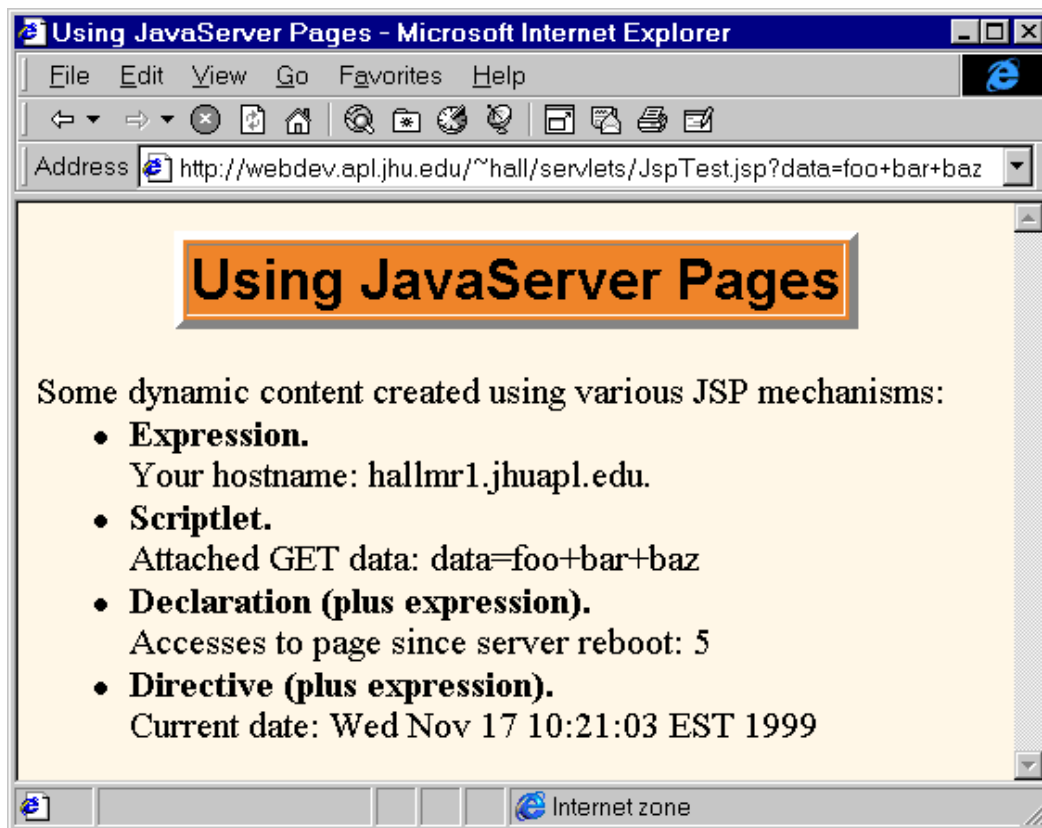 Using JavaServer Pages - Microsoft Internet Explorer
File Edit View Go Favorites Help
Address http://webdev.apl.jhu.edu/~hall/servlets/JspTest.jsp?data=foo+bar+baz
Using JavaServer Pages
Some dynamic content created using various JSP mechanisms:
• Expression.
Your hostname: hallmr1.jhuapl.edu.
• Scriptlet.
Attached GET data: data=foo+bar+baz
• Declaration (plus expression).
Accesses to page since server reboot: 5
• Directive (plus expression).
Current date: Wed Nov 17 10:21:03 EST 1999
Internet zone